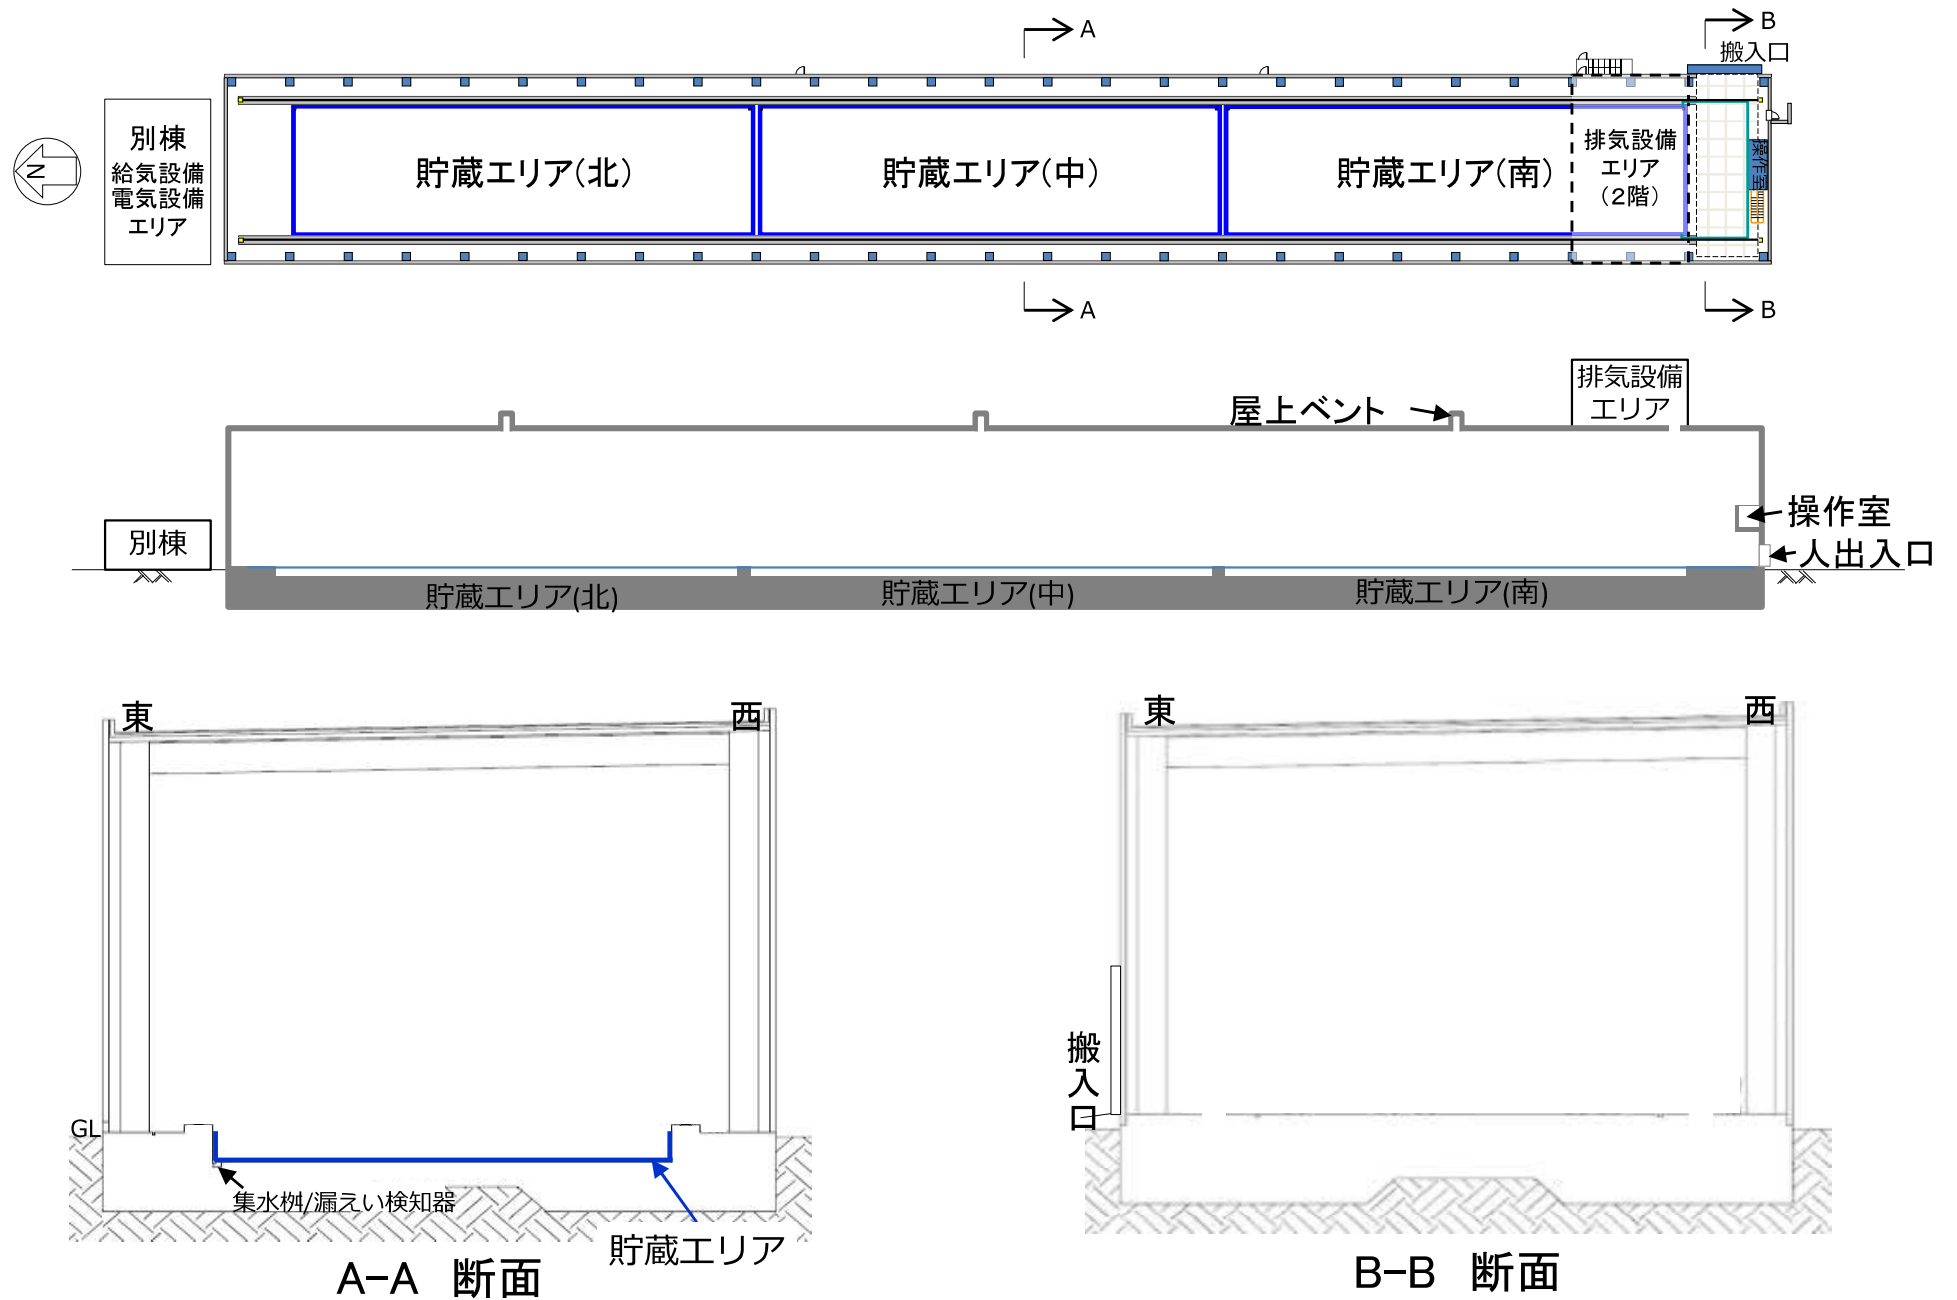 A
B
搬入口
別棟
給気設備
電気設備
エリア
N
貯蔵エリア(北)
貯蔵エリア(中)
貯蔵エリア(南)
排気設備
エリア
(2階)
操作室
A
B
排気設備
エリア
屋上ベント
操作室
人出入口
別棟
貯蔵エリア(北)
貯蔵エリア(中)
貯蔵エリア(南)
東
西
GL
集水桝/漏えい検知器
貯蔵エリア
A-A 断面
東
西
搬入口
B-B 断面